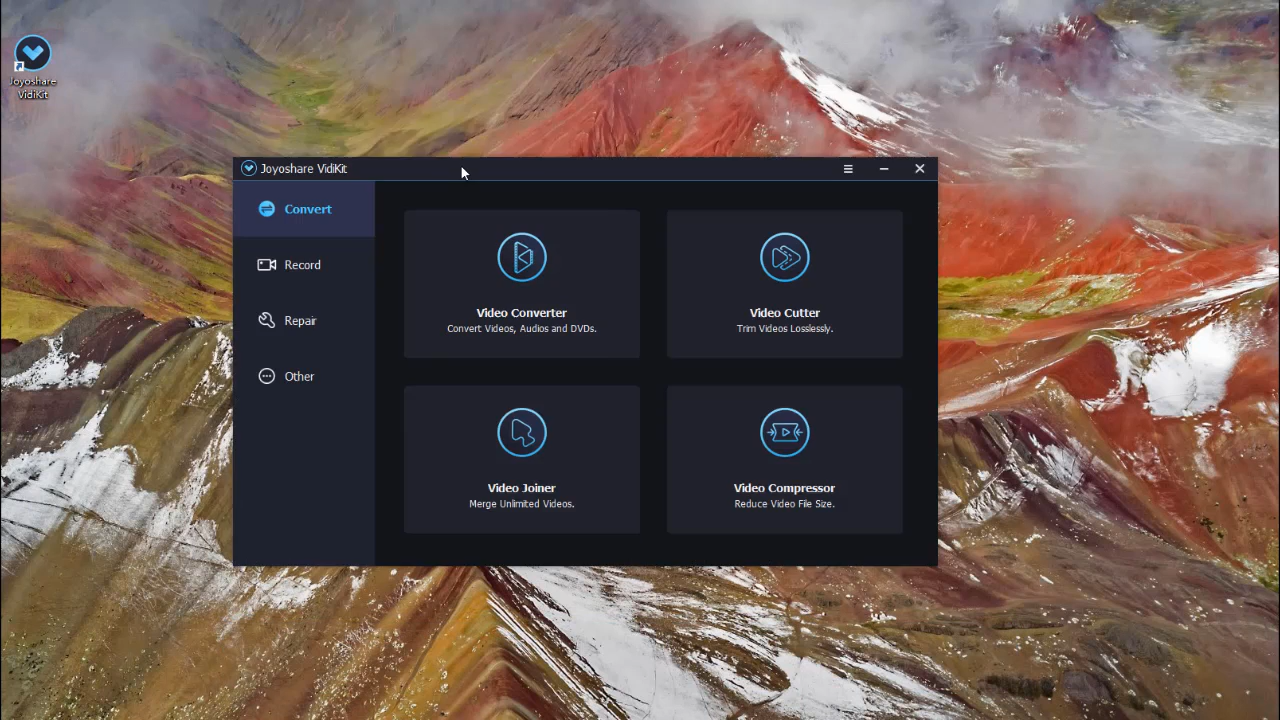 Joyoshare
VidiKit
Joyoshare VidiKit
Convert
Record
Repair
Other
Video Converter
Convert Videos, Audios and DVDs.
Video Cutter
Trim Videos Losslessly.
Video Joiner
Merge Unlimited Videos.
Video Compressor
Reduce Video File Size.